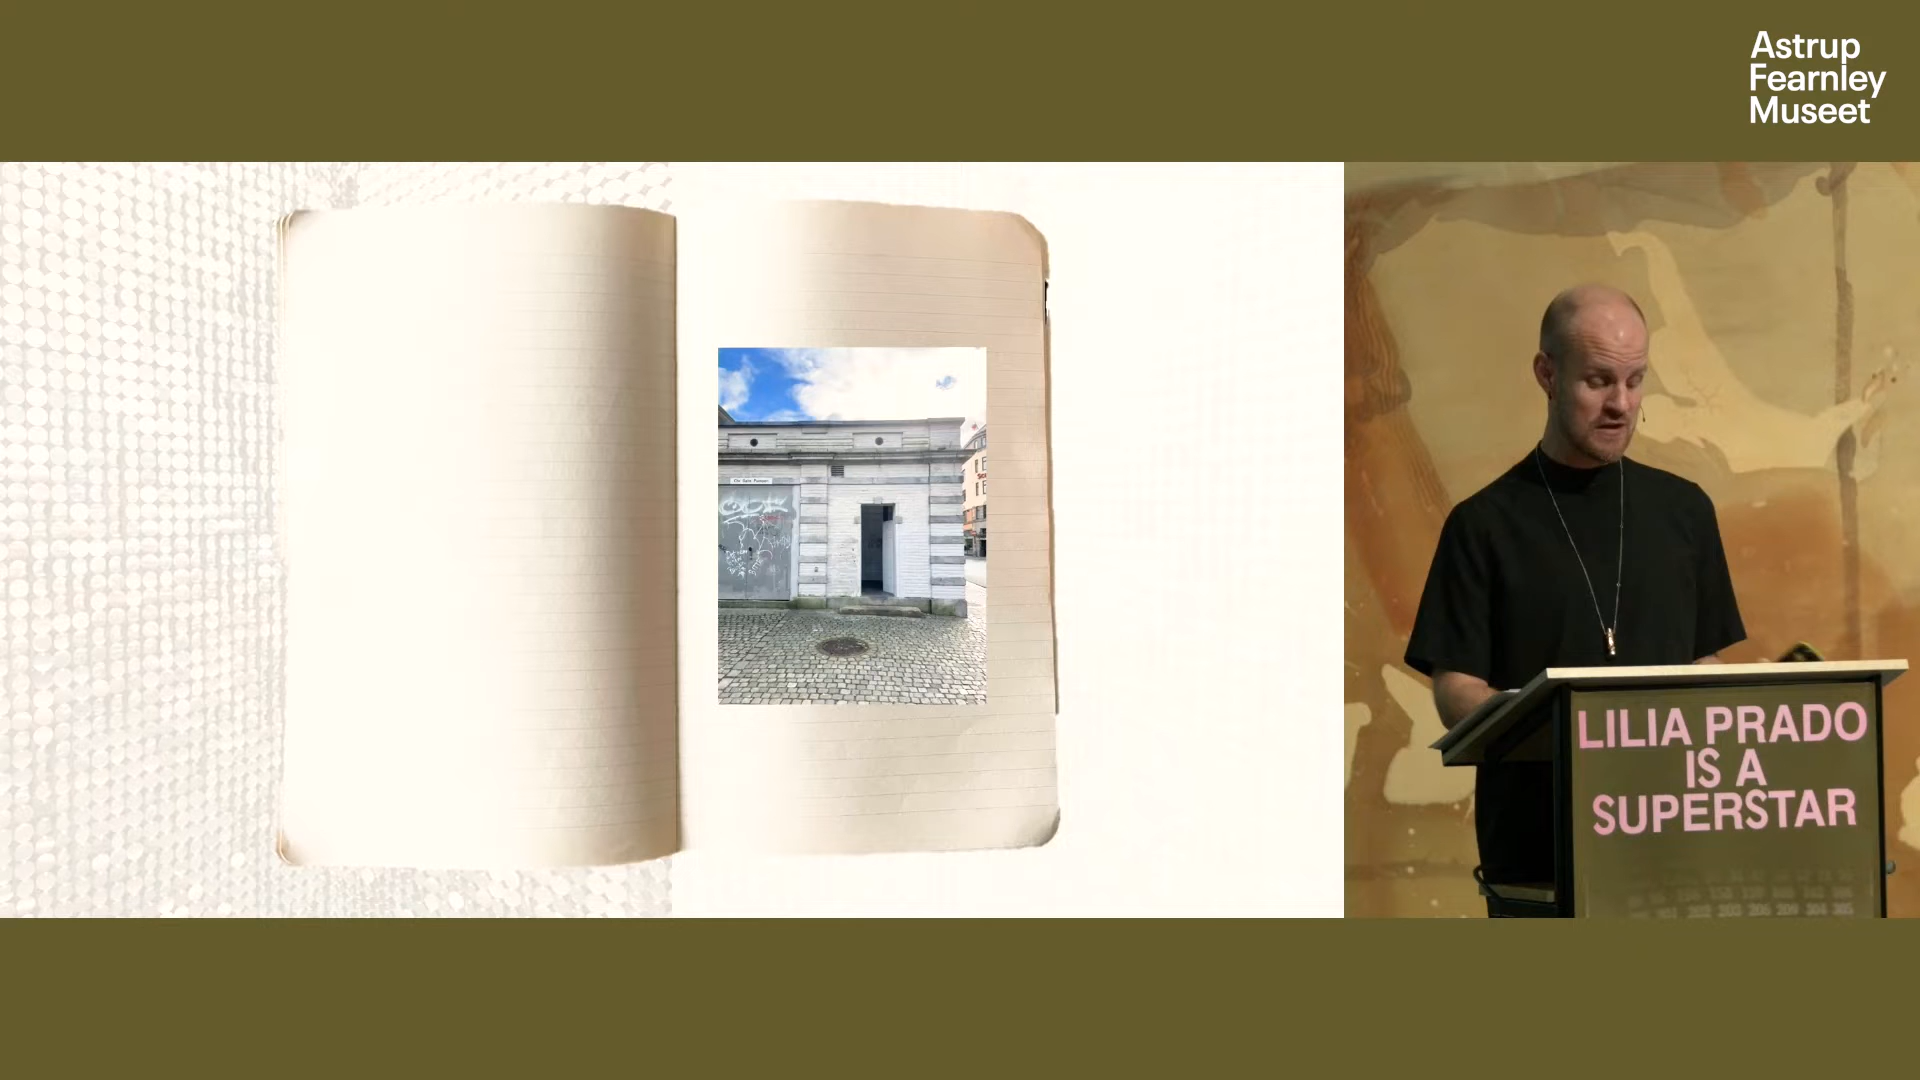 Astrup
Fearnley
Museet
LILIA PRADO
IS A
SUPERSTAR